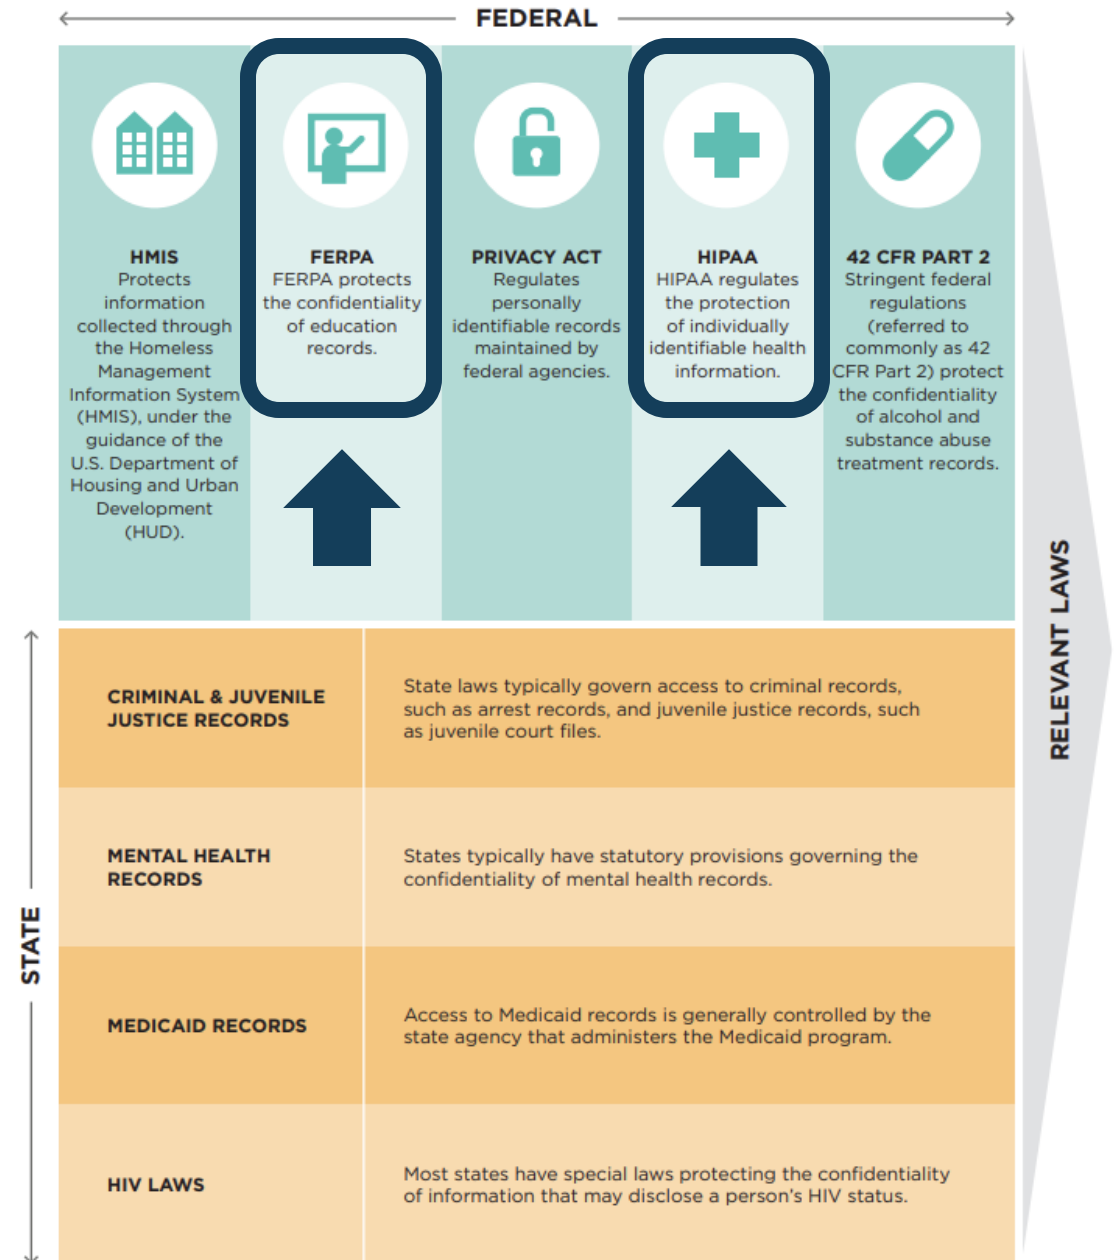 FEDERAL
HMIS
Protects
information
collected through
the Homeless
Management
Information System
(HMIS), under the
guidance of the
U.S. Department of
Housing and Urban
Development
(HUD).
FERPA
FERPA protects
the confidentiality
of education
records.
PRIVACY ACT
Regulates
personally
identifiable records
maintained by
federal agencies.
HIPAA
HIPAA regulates
the protection
of individually
identifiable health
information.
42 CFR PART 2
Stringent federal
regulations
(referred to
commonly as 42
CFR Part 2) protect
the confidentiality
of alcohol and
substance abuse
treatment records.
RELEVANT LAWS
STATE
CRIMINAL & JUVENILE
JUSTICE RECORDS
State laws typically govern access to criminal records,
such as arrest records, and juvenile justice records, such
as juvenile court files.
MENTAL HEALTH
RECORDS
States typically have statutory provisions governing the
confidentiality of mental health records.
MEDICAID RECORDS
Access to Medicaid records is generally controlled by the
state agency that administers the Medicaid program.
HIV LAWS
Most states have special laws protecting the confidentiality
of information that may disclose a person's HIV status.